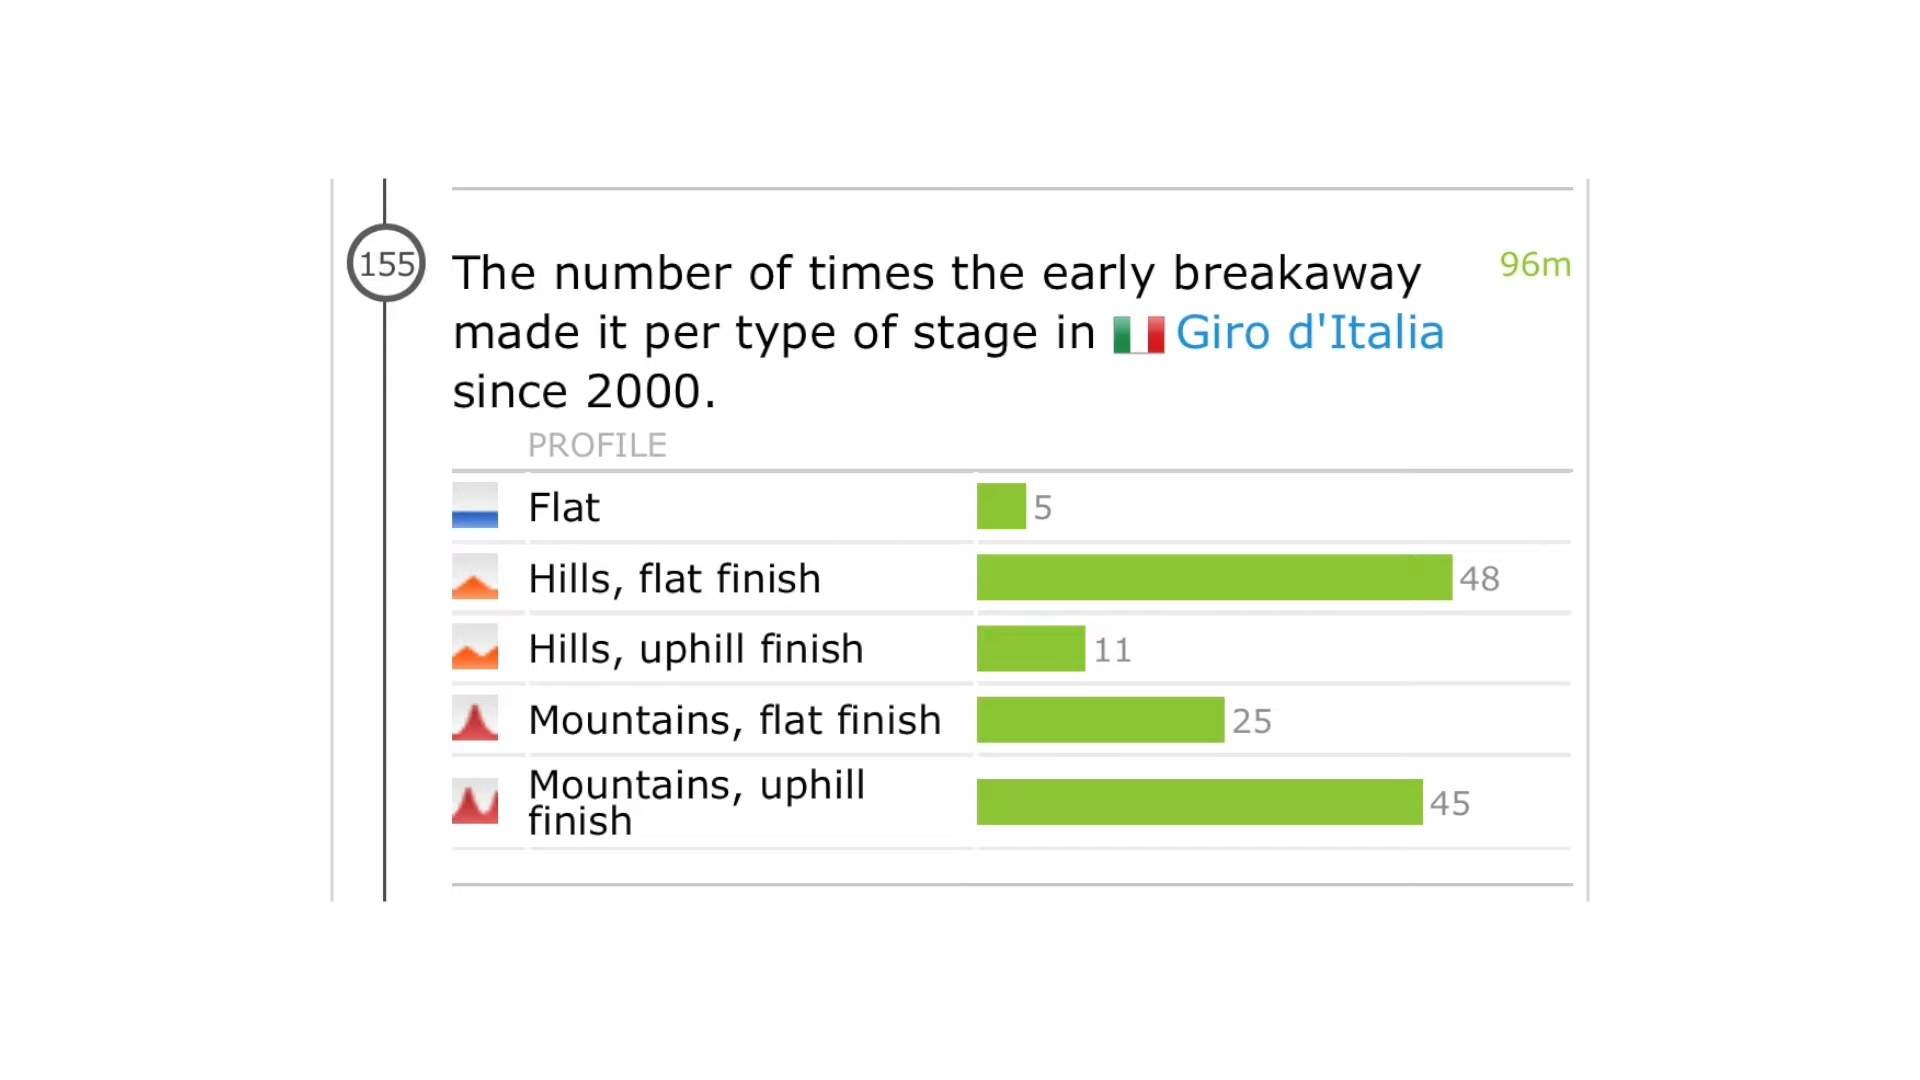 155
The number of times the early breakaway
96m
made it per type of stage in Giro d'Italia
since 2000.
PROFILE
Flat 5
Hills, flat finish 48
Hills, uphill finish 11
Mountains, flat finish 25
Mountains, uphill
finish 45